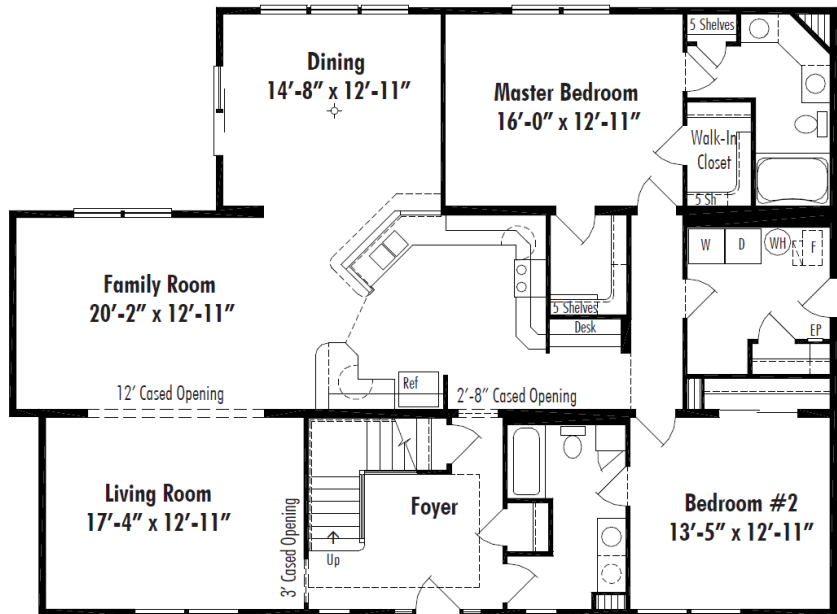 Dining
14'-8" x 12'-11"
Master Bedroom
16'-0" x 12'-11"
5 Shelves
Walk-In
Closet
5 Sh
Family Room
20'-2" x 12'-11"
W
D
WH
F
EP
5 Shelves
Desk
Ref
12' Cased Opening
2'-8" Cased Opening
Living Room
17'-4" x 12'-11"
3' Cased Opening
Up
Foyer
Bedroom #2
13'-5" x 12'-11"